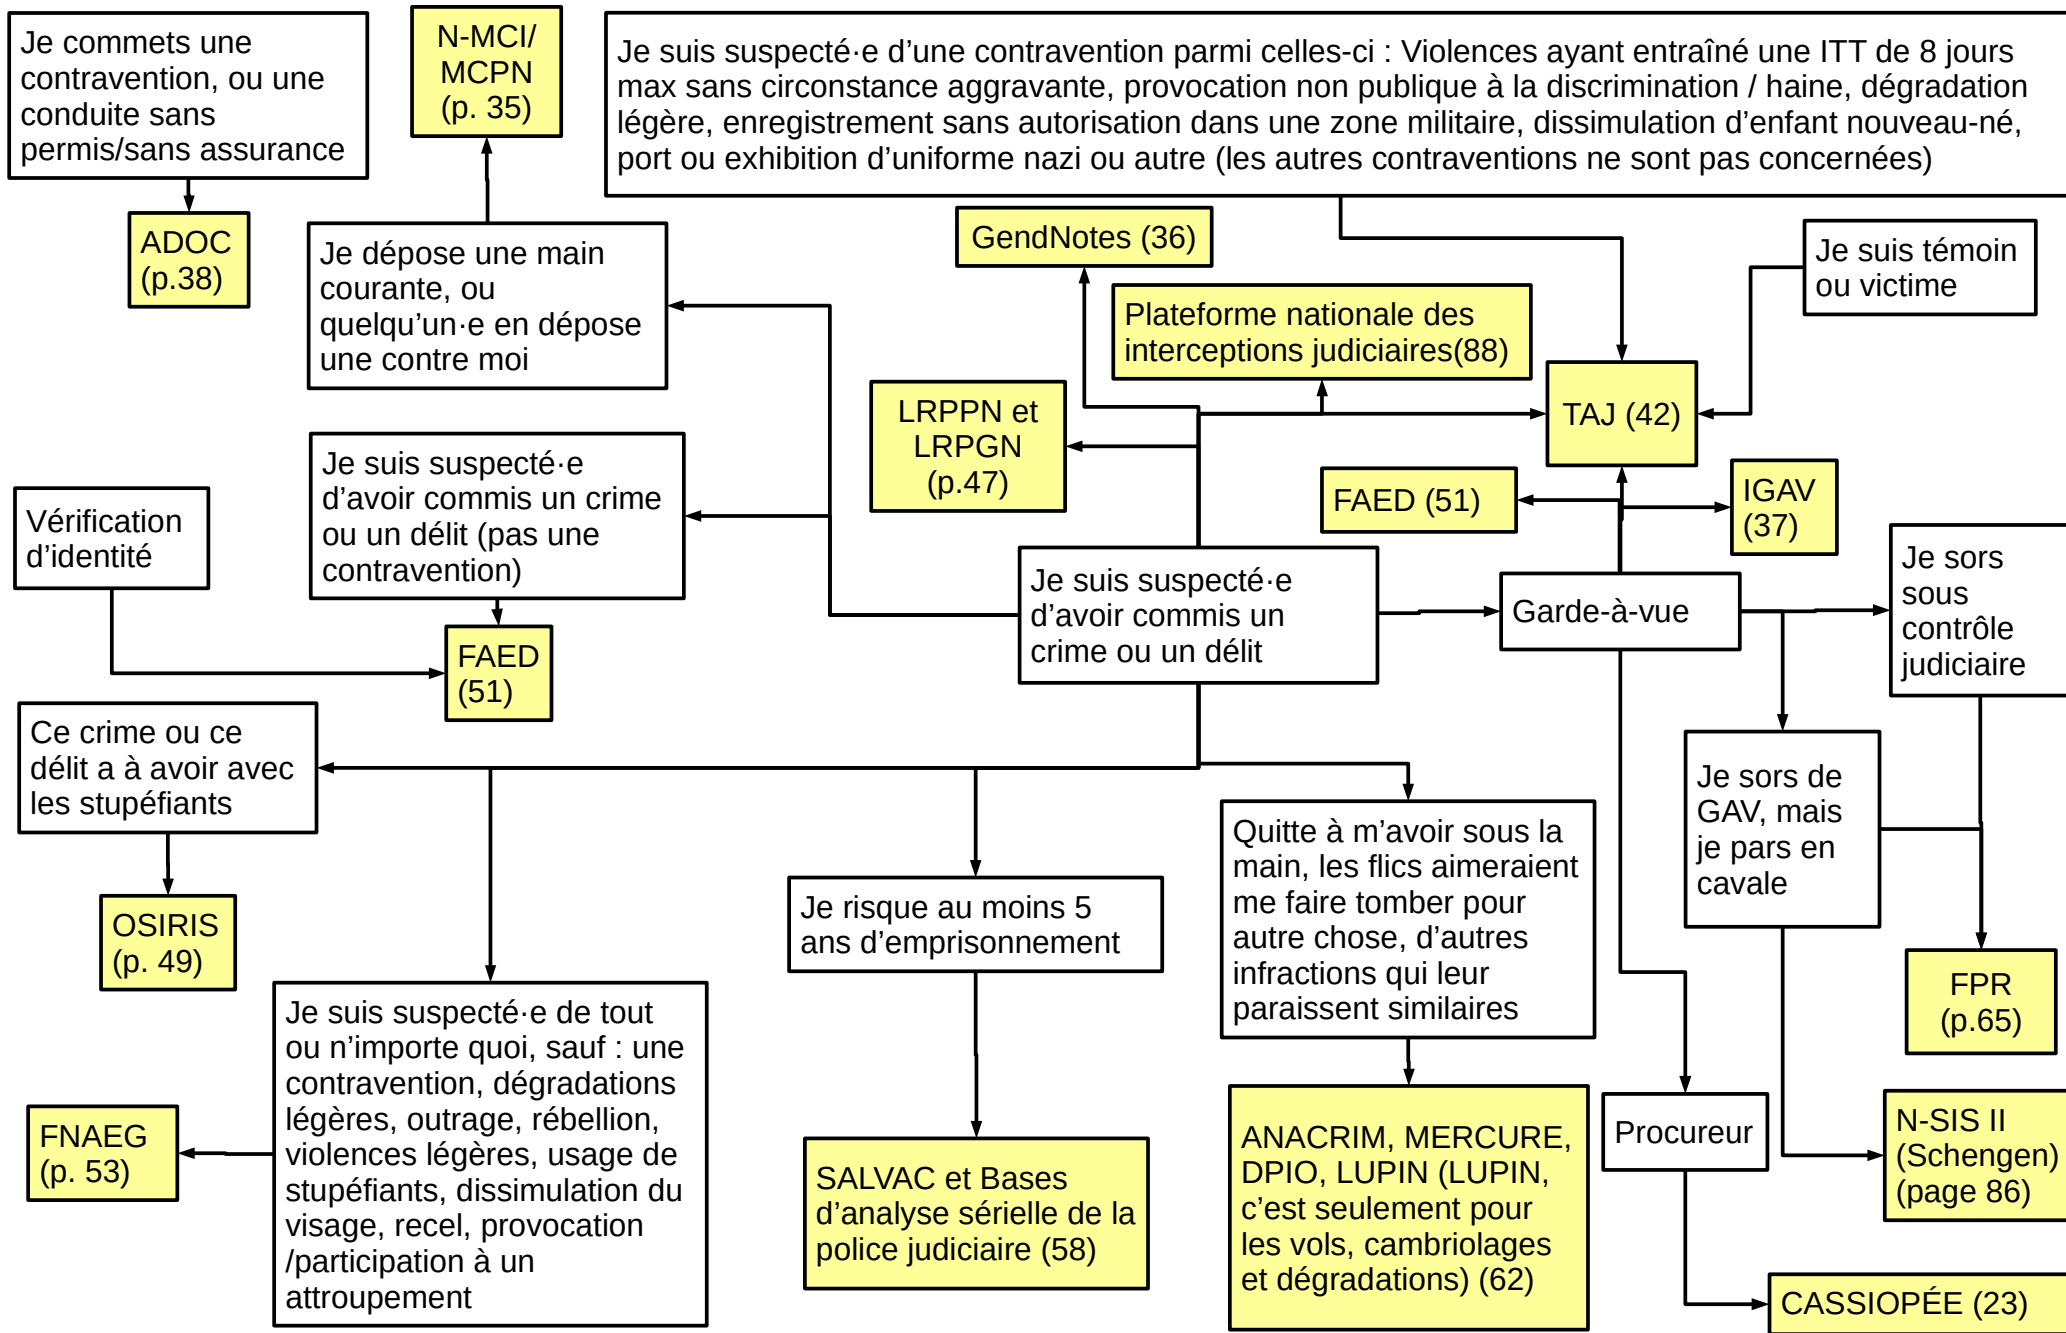 Je commets une
contravention, ou une
conduite sans
permis/sans assurance
N-MCI/
MCPN
(p. 35)
Je suis suspecté·e d’une contravention parmi celles-ci : Violences ayant entraîné une ITT de 8 jours
max sans circonstance aggravante, provocation non publique à la discrimination / haine, dégradation
légère, enregistrement sans autorisation dans une zone militaire, dissimulation d’enfant nouveau-né,
port ou exhibition d’uniforme nazi ou autre (les autres contraventions ne sont pas concernées)
ADOC
(p.38)
Je dépose une main
courante, ou
quelqu’un·e en dépose
une contre moi
GendNotes (36)
Je suis témoin
ou victime
Plateforme nationale des
interceptions judiciaires(88)
LRPPN et
LRPGN
(p.47)
TAJ (42)
Je suis suspecté·e
d’avoir commis un crime
ou un délit (pas une
contravention)
FAED (51)
IGAV
(37)
Vérification
d’identité
Je suis suspecté·e
d’avoir commis un
crime ou un délit
Garde-à-vue
Je sors
sous
contrôle
judiciaire
FAED
(51)
Ce crime ou ce
délit a à avoir avec
les stupéfiants
Je sors de
GAV, mais
je pars en
cavale
Quitte à m’avoir sous la
main, les flics aimeraient
me faire tomber pour
autre chose, d’autres
infractions qui leur
paraissent similaires
Je risque au moins 5
ans d’emprisonnement
OSIRIS
(p. 49)
FPR
(p.65)
Je suis suspecté·e de tout
ou n’importe quoi, sauf : une
contravention, dégradations
légères, outrage, rébellion,
violences légères, usage de
stupéfiants, dissimulation du
visage, recel, provocation
/participation à un
attroupement
FNAEG
(p. 53)
SALVAC et Bases
d’analyse sérielle de la
police judiciaire (58)
ANACRIM, MERCURE,
DPIO, LUPIN (LUPIN,
c’est seulement pour
les vols, cambriolages
et dégradations) (62)
Procureur
N-SIS II
(Schengen)
(page 86)
CASSIOPÉE (23)